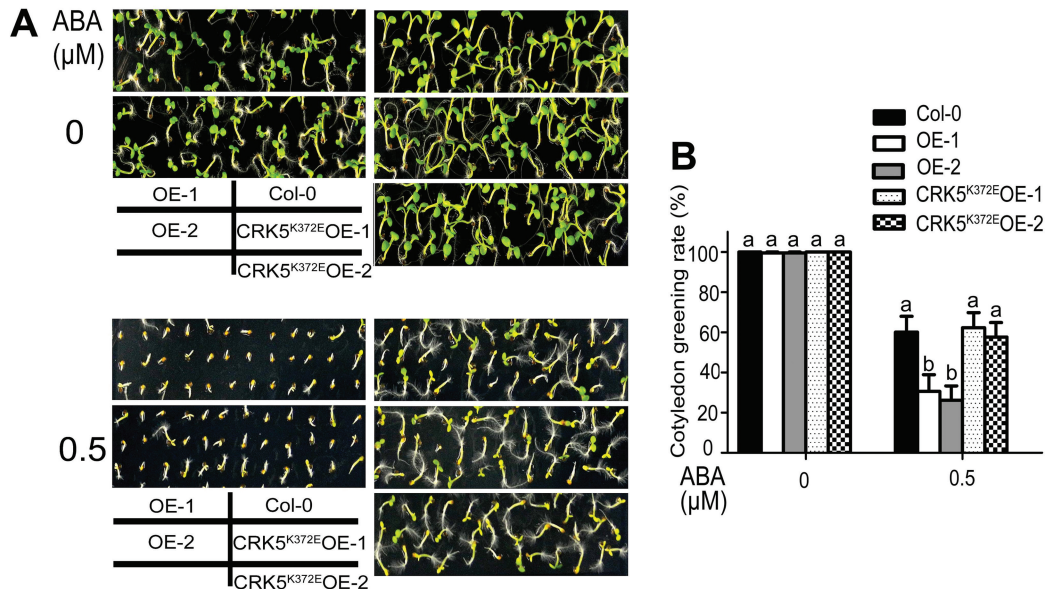 A
ABA
(µM)
0
OE-1 Col-0
OE-2 CRK5K372EOE-1
CRK5K372EOE-2
0.5
OE-1 Col-0
OE-2 CRK5K372EOE-1
CRK5K372EOE-2
B
Col-0
OE-1
OE-2
CRK5K372EOE-1
CRK5K372EOE-2
Cotyledon greening rate (%)
100
80
60
40
20
0
a a a a a
a b b a a
ABA
(µM)
0 0.5